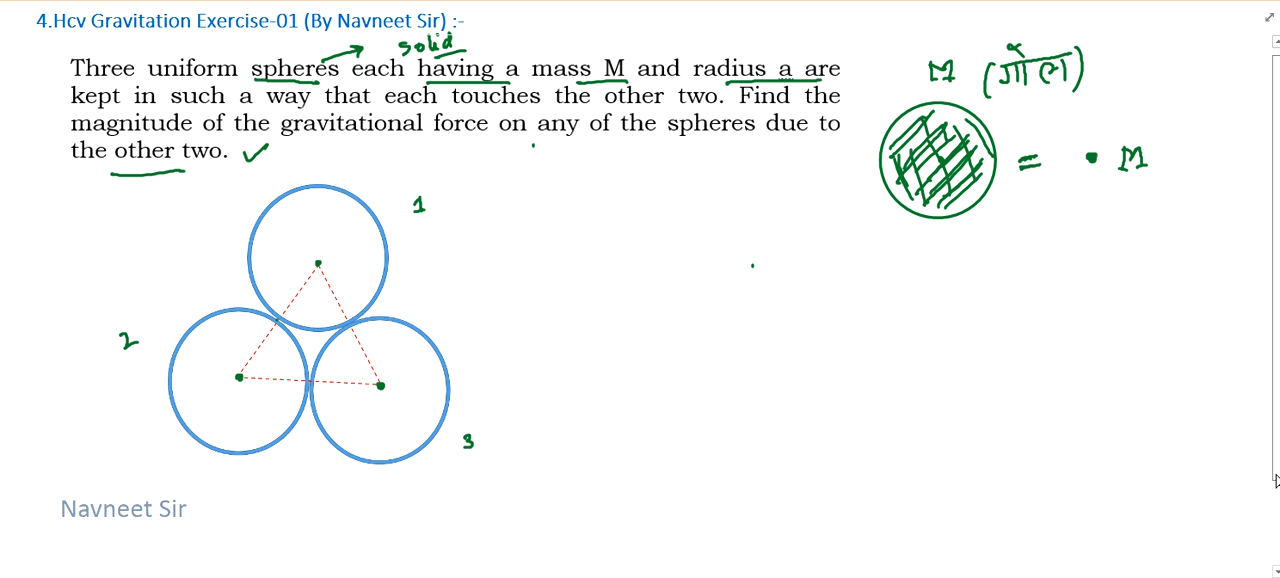 4.Hcv Gravitation Exercise-01 (By Navneet Sir) :-
solid
Three uniform spheres each having a mass M and radius a are
kept in such a way that each touches the other two. Find the
magnitude of the gravitational force on any of the spheres due to
the other two.
M (गोला)
= • M
1
2
3
Navneet Sir